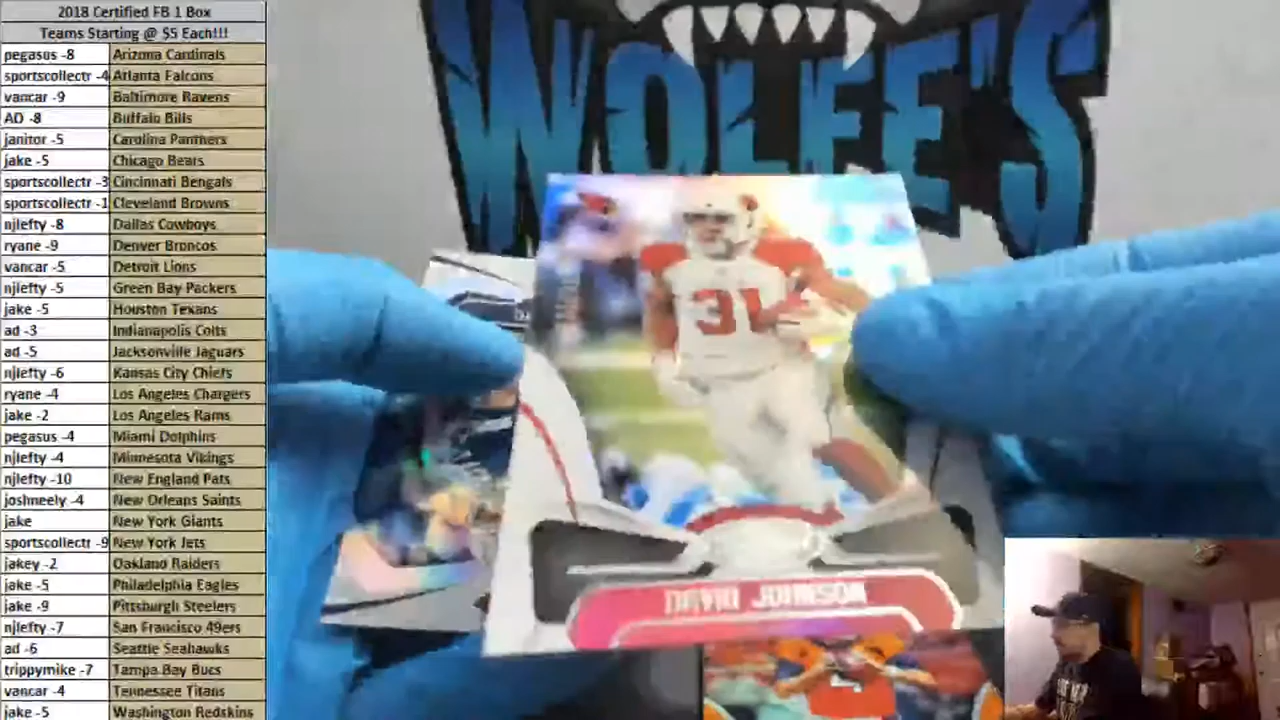 2018 Certified FB 1 Box
Teams Starting @ $5 Each!!!
pegasus -8 Arizona Cardinals
sportscollectr -4 Atlanta Falcons
vancar -9 Baltimore Ravens
AD -8 Buffalo Bills
janitor -5 Carolina Panthers
jake -5 Chicago Bears
sportscollectr -3 Cincinnati Bengals
sportscollectr -1 Cleveland Browns
njlefty -8 Dallas Cowboys
ryane -9 Denver Broncos
vancar -5 Detroit Lions
njlefty -5 Green Bay Packers
jake -5 Houston Texans
ad -3 Indianapolis Colts
ad -5 Jacksonville Jaguars
njlefty -6 Kansas City Chiefs
ryane -4 Los Angeles Chargers
jake -2 Los Angeles Rams
pegasus -4 Miami Dolphins
njlefty -4 Minnesota Vikings
njlefty -10 New England Pats
joshmeely -4 New Orleans Saints
jake New York Giants
sportscollectr -9 New York Jets
jakey -2 Oakland Raiders
jake -5 Philadelphia Eagles
jake -9 Pittsburgh Steelers
njlefty -7 San Francisco 49ers
ad -6 Seattle Seahawks
trippymike -7 Tampa Bay Bucs
vancar -4 Tennessee Titans
jake -5 Washington Redskins
WOLFE'S
31
DAVID JOHNSON